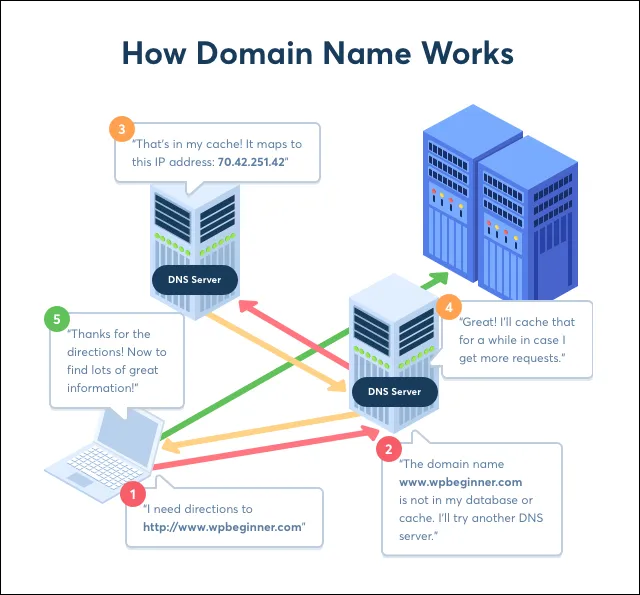 How Domain Name Works
3
"That's in my cache! It maps to
this IP address: 70.42.251.42"
DNS Server
4
"Great! I'll cache that
for a while in case I
get more requests."
5
"Thanks for the
directions! Now to
find lots of great
information!"
DNS Server
2
"The domain name
www.wpbeginner.com
is not in my database or
cache. I'll try another DNS
server."
1
"I need directions to
http://www.wpbeginner.com"